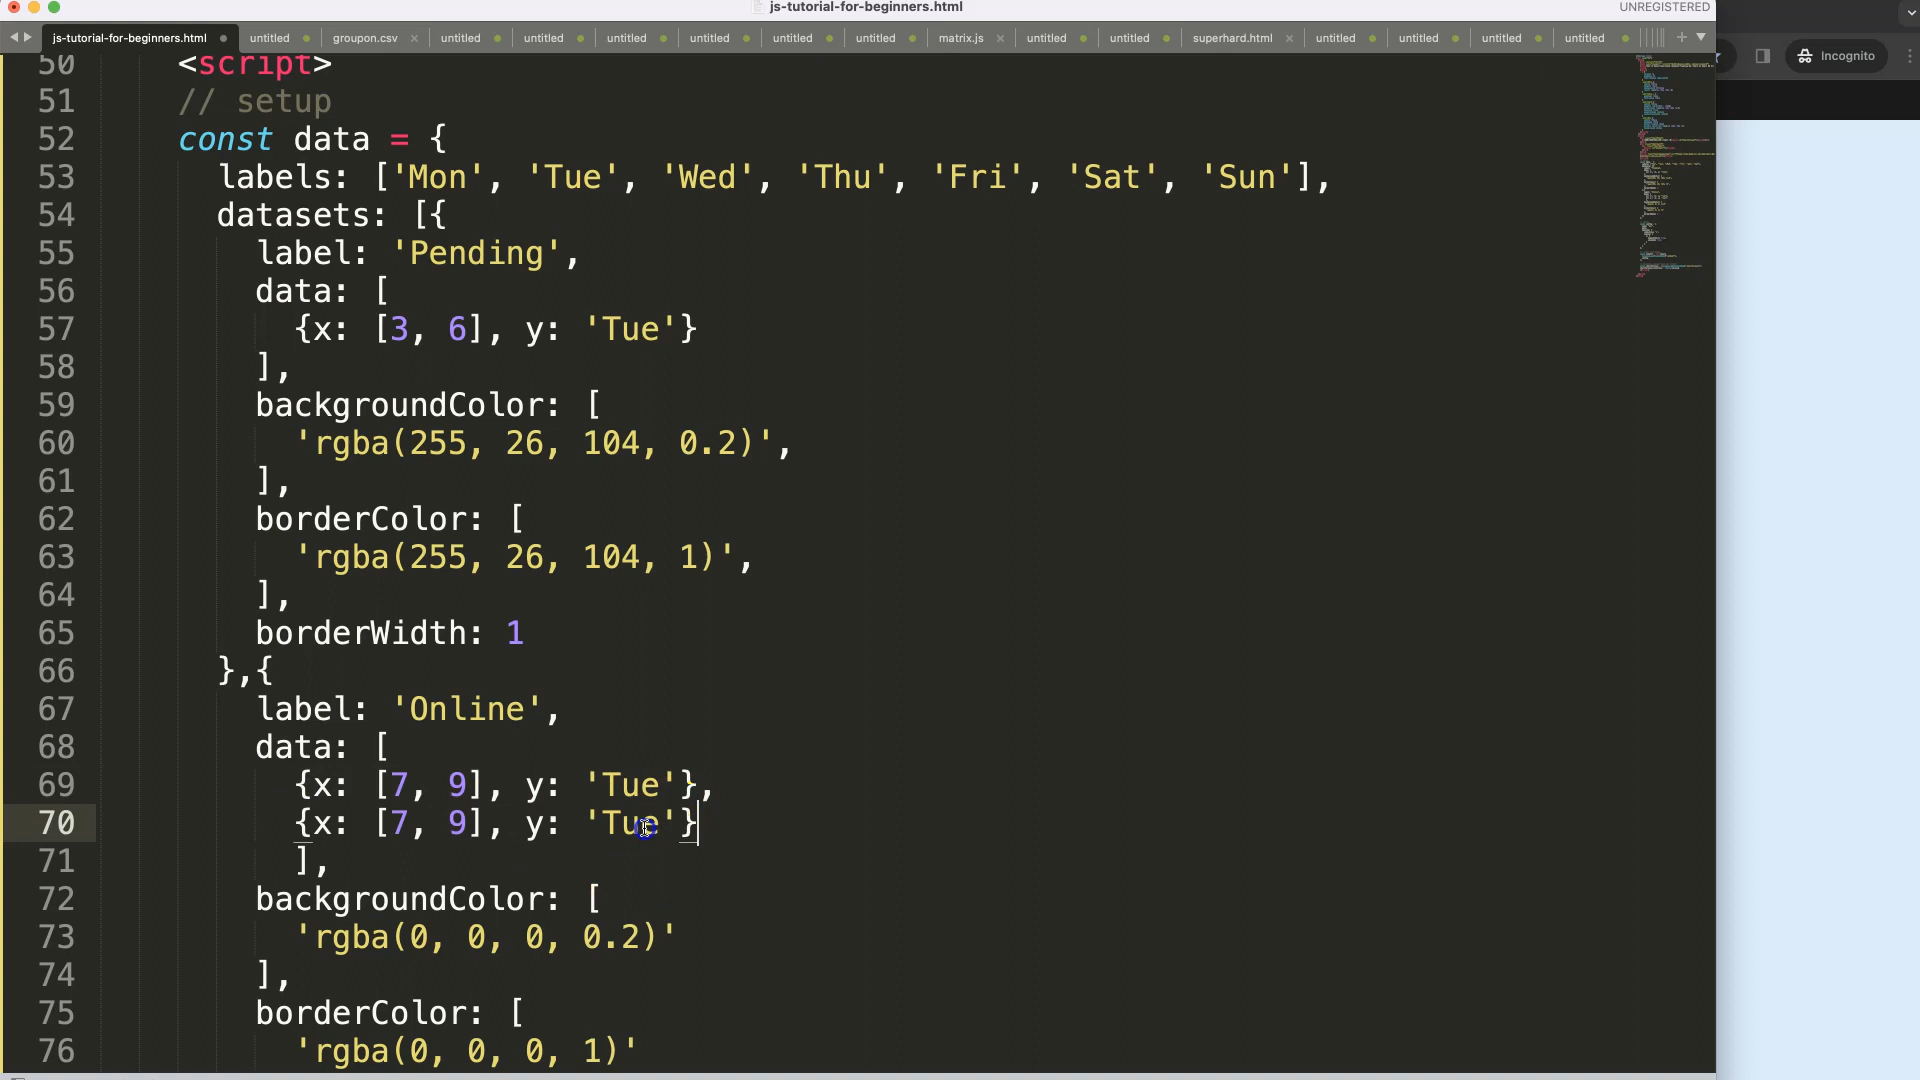 js-tutorial-for-beginners.html
UNREGISTERED
js-tutorial-for-beginners.html untitled groupon.csv untitled untitled untitled untitled untitled untitled matrix.js untitled untitled superhard.html untitled untitled untitled untitled
Incognito
50 <script>
51 // setup
52 const data = {
53 labels: ['Mon', 'Tue', 'Wed', 'Thu', 'Fri', 'Sat', 'Sun'],
54 datasets: [{
55 label: 'Pending',
56 data: [
57 {x: [3, 6], y: 'Tue'}
58 ],
59 backgroundColor: [
60 'rgba(255, 26, 104, 0.2)',
61 ],
62 borderColor: [
63 'rgba(255, 26, 104, 1)',
64 ],
65 borderWidth: 1
66 },{
67 label: 'Online',
68 data: [
69 {x: [7, 9], y: 'Tue'},
70 {x: [7, 9], y: 'Tue'}
71 ],
72 backgroundColor: [
73 'rgba(0, 0, 0, 0.2)'
74 ],
75 borderColor: [
76 'rgba(0, 0, 0, 1)'